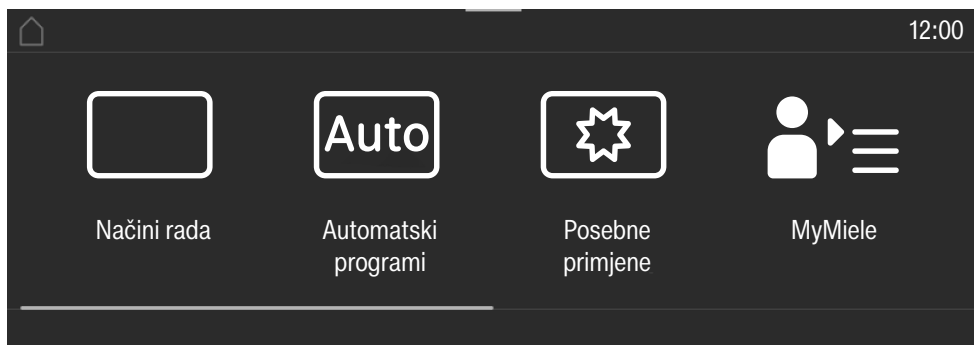 12:00
Auto
Načini rada
Automatski
programi
Posebne
primjene
MyMiele